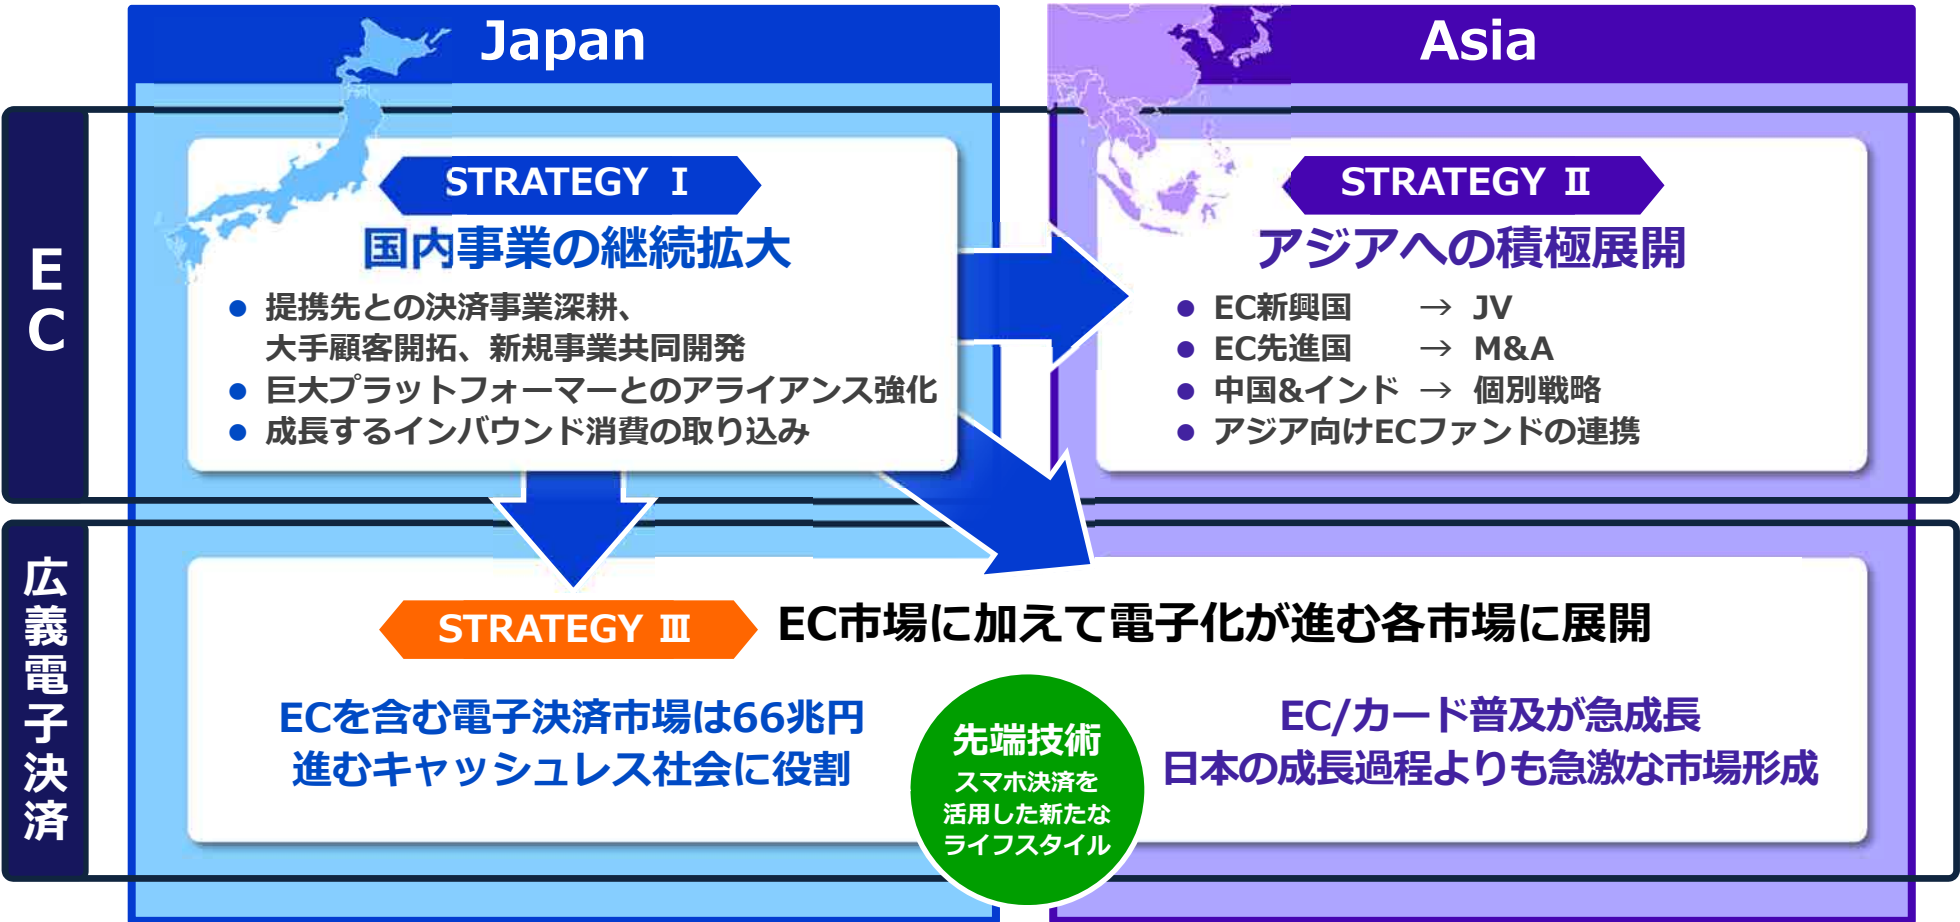 Japan
Asia
EC
STRATEGY Ⅰ
国内事業の継続拡大
● 提携先との決済事業深耕、
大手顧客開拓、新規事業共同開発
● 巨大プラットフォーマーとのアライアンス強化
● 成長するインバウンド消費の取り込み
STRATEGY Ⅱ
アジアへの積極展開
● EC新興国 → JV
● EC先進国 → M&A
● 中国&インド → 個別戦略
● アジア向けECファンドの連携
広義電子決済
STRATEGY Ⅲ
EC市場に加えて電子化が進む各市場に展開
ECを含む電子決済市場は66兆円
進むキャッシュレス社会に役割
先端技術
スマホ決済を
活用した新たな
ライフスタイル
EC/カード普及が急成長
日本の成長過程よりも急激な市場形成